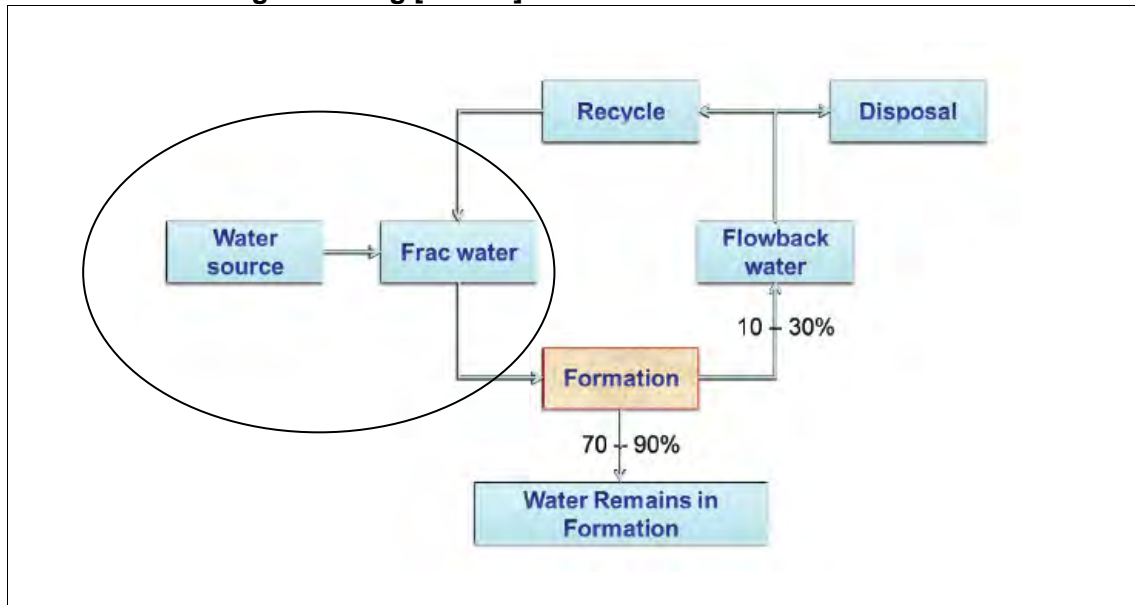 Recycle
Disposal
Water
source
Frac water
Flowback
water
10 – 30%
Formation
70 – 90%
Water Remains in
Formation